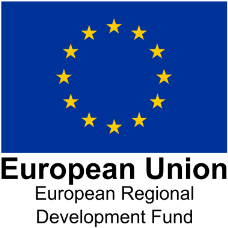 European Union
European Regional
Development Fund